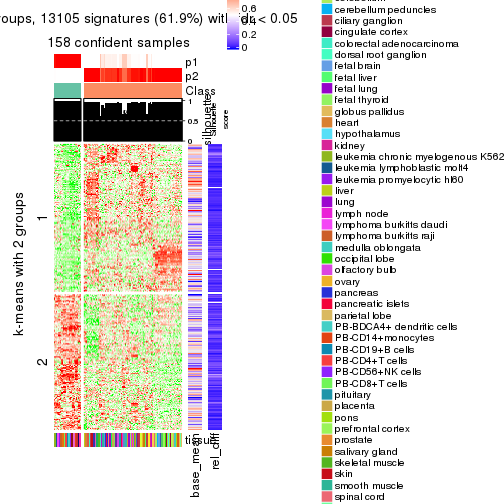 roups, 13105 signatures (61.9%) with fdr < 0.05
158 confident samples
p1
p2
Class
silhouette
score
1
0.5
0
k-means with 2 groups
1
2
tissue
base_mean
rel_diff
0.6
cerebellum
cerebellum peduncles
ciliary ganglion
cingulate cortex
colorectal adenocarcinoma
dorsal root ganglion
fetal brain
fetal liver
fetal lung
fetal thyroid
globus pallidus
heart
hypothalamus
kidney
leukemia chronic myelogenous K562
leukemia lymphoblastic molt4
leukemia promyelocytic hl60
liver
lung
lymph node
lymphoma burkitts daudi
lymphoma burkitts raji
medulla oblongata
occipital lobe
olfactory bulb
ovary
pancreas
pancreatic islets
parietal lobe
PB-BDCA4+ dendritic cells
PB-CD14+monocytes
PB-CD19+B cells
PB-CD4+T cells
PB-CD56+NK cells
PB-CD8+T cells
pituitary
placenta
pons
prefrontal cortex
prostate
salivary gland
skeletal muscle
skin
smooth muscle
spinal cord